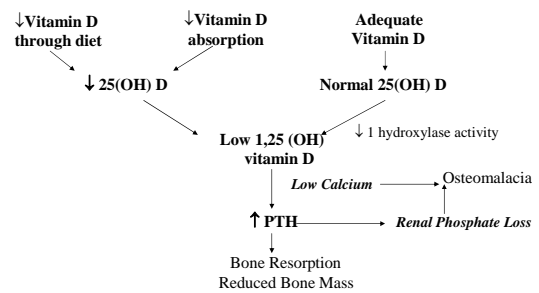 ↓Vitamin D
through diet
↓Vitamin D
absorption
Adequate
Vitamin D
↓ 25(OH) D
Normal 25(OH) D
↓ 1 hydroxylase activity
Low 1,25 (OH)
vitamin D
Low Calcium
Osteomalacia
↑ PTH
Renal Phosphate Loss
Bone Resorption
Reduced Bone Mass